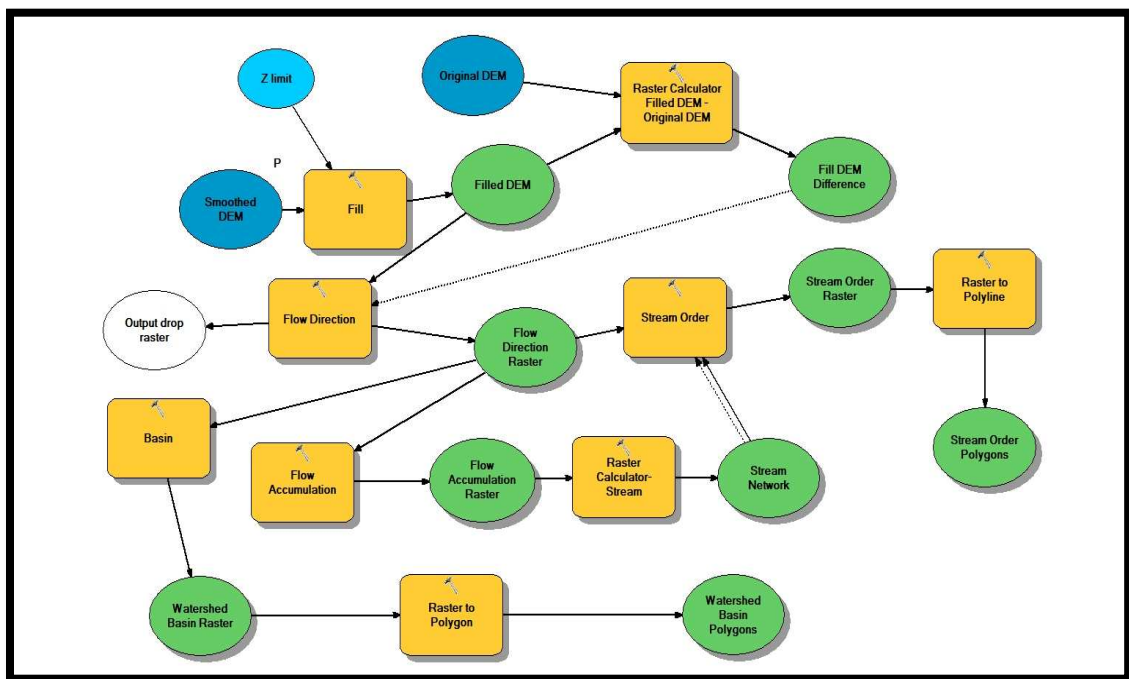 Z limit
Original DEM
Raster Calculator
Filled DEM -
Original DEM
P
Smoothed
DEM
Fill
Filled DEM
Fill DEM
Difference
Output drop
raster
Flow Direction
Flow
Direction
Raster
Stream Order
Stream Order
Raster
Raster to
Polyline
Basin
Flow
Accumulation
Flow
Accumulation
Raster
Raster
Calculator-
Stream
Stream
Network
Stream Order
Polygons
Watershed
Basin Raster
Raster to
Polygon
Watershed
Basin
Polygons